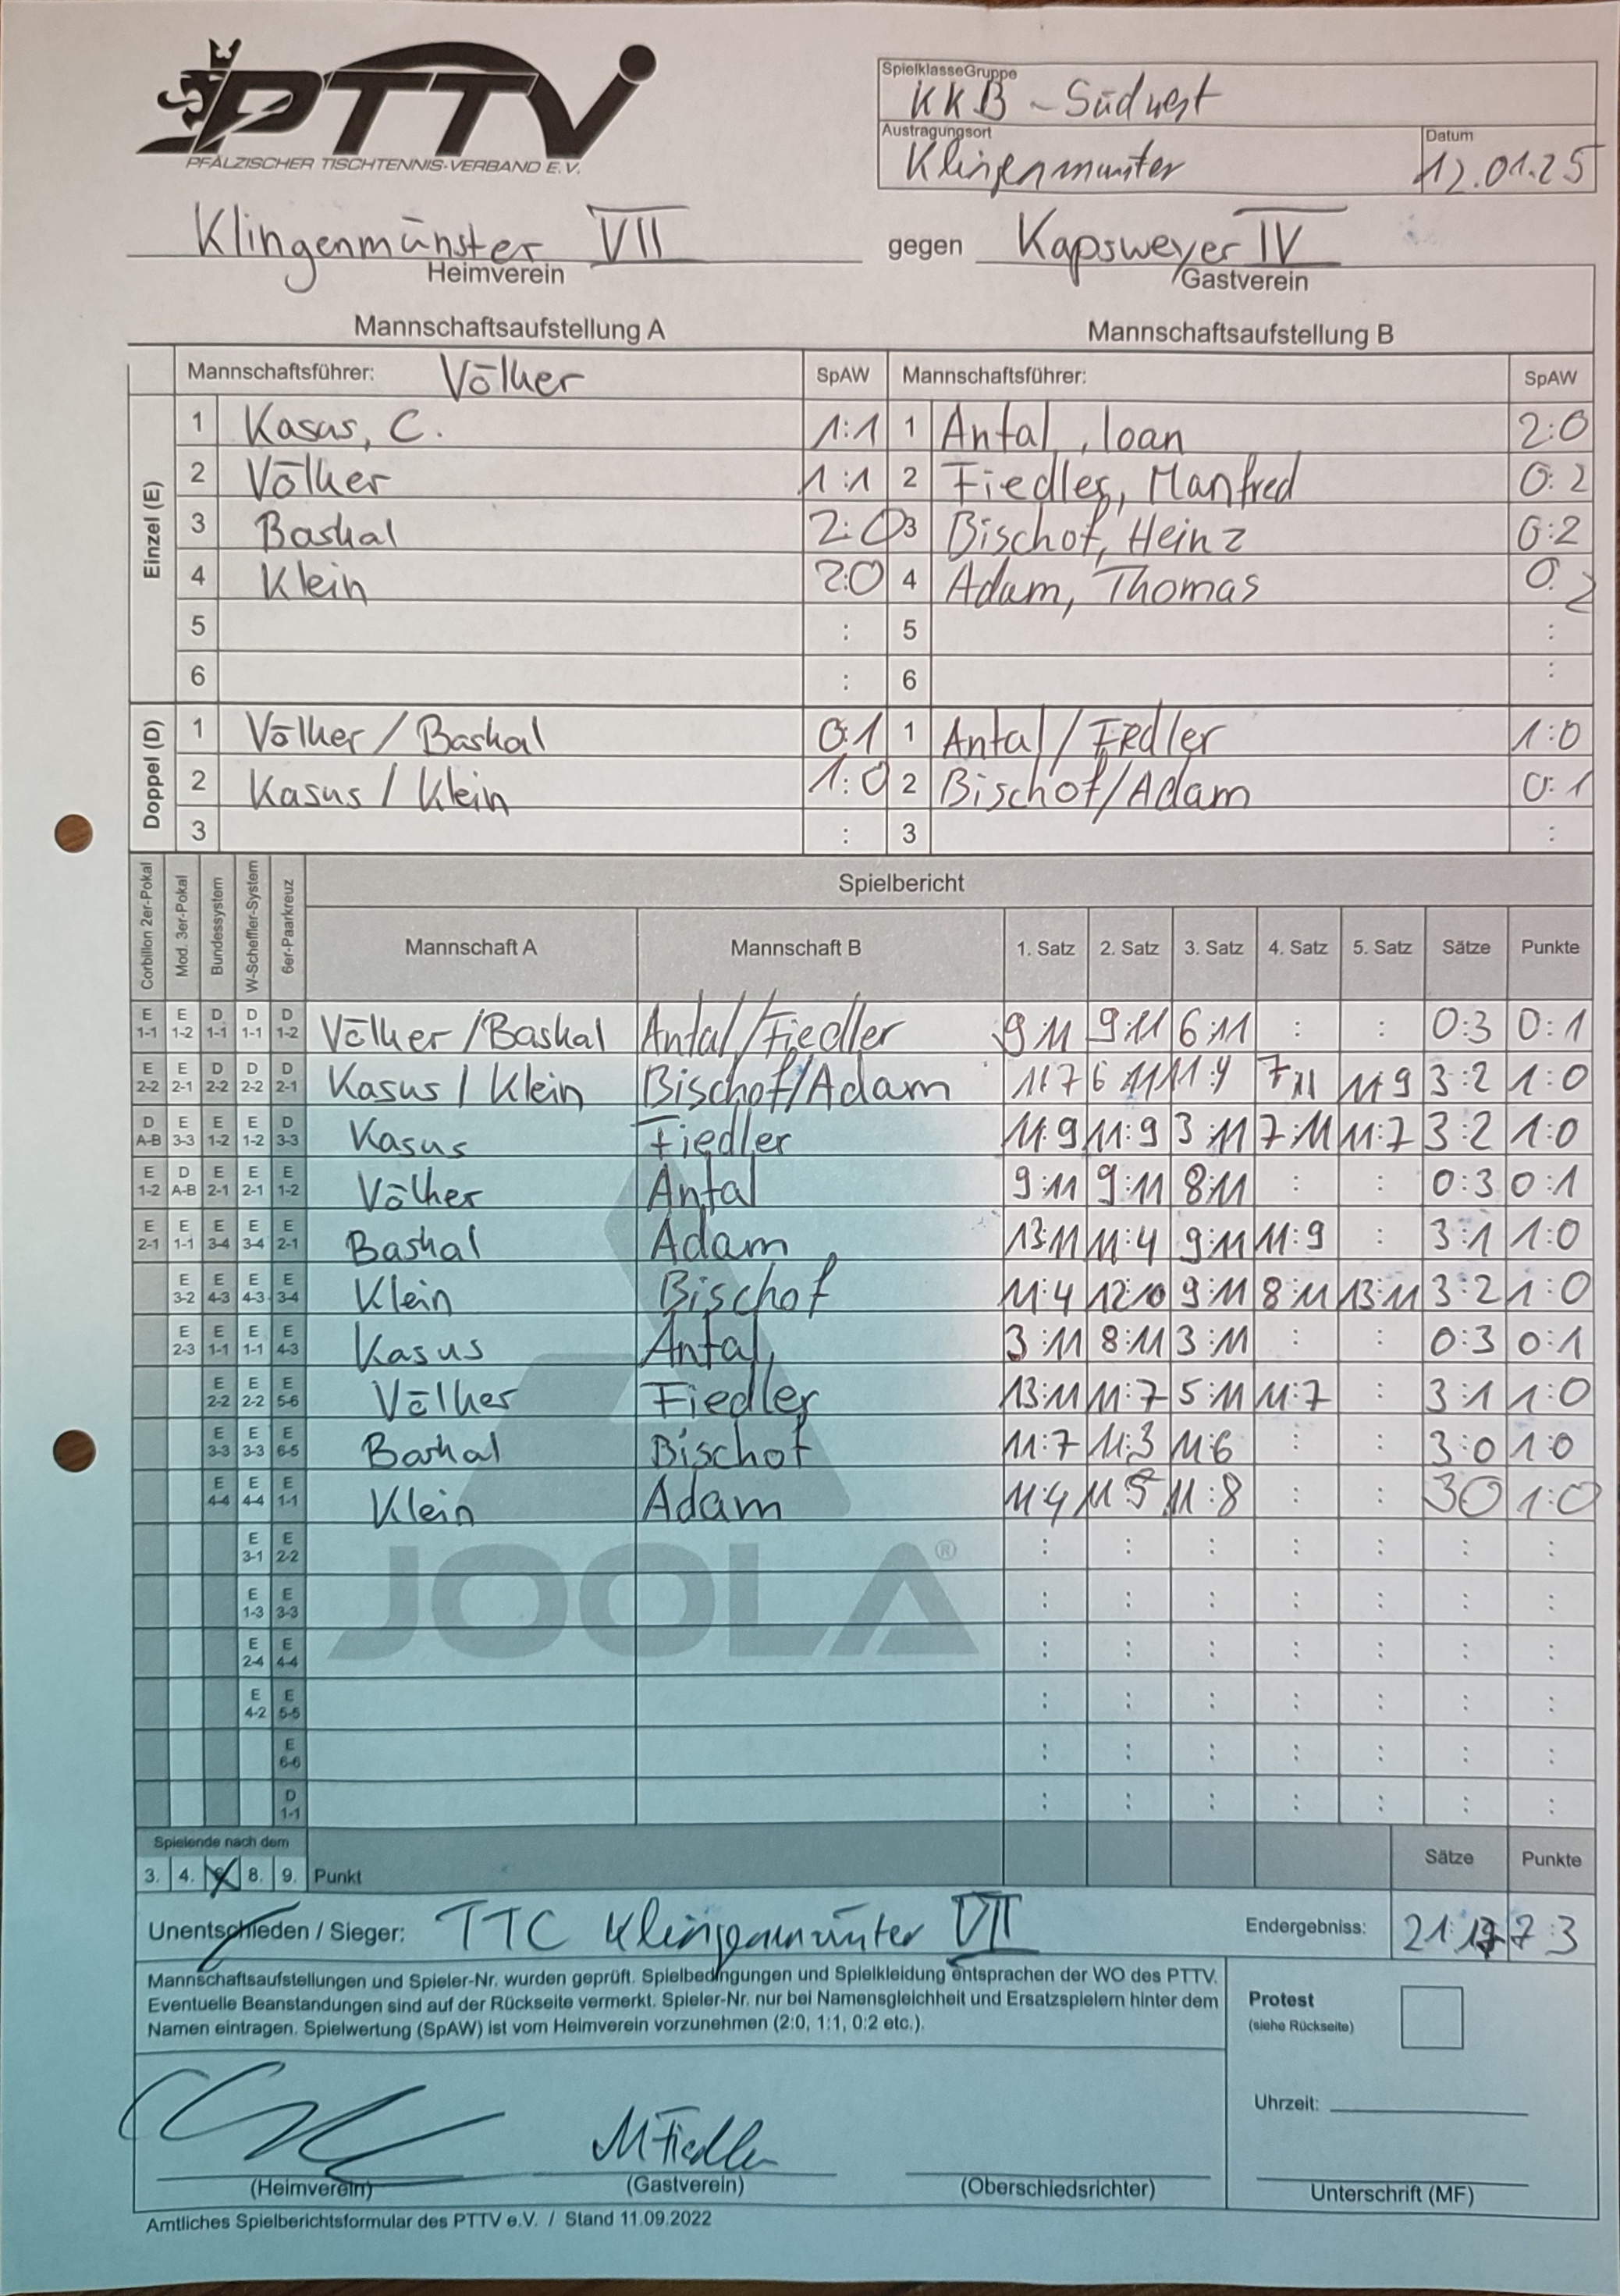 PTTV
PFÄLZISCHER TISCHTENNIS-VERBAND E.V.
SpielklasseGruppe
KKB - Südwest
Austragungsort Datum
Klingenmünster 12.01.25
Klingenmünster VII gegen Kapsweyer IV
Heimverein Gastverein
Mannschaftsaufstellung A Mannschaftsaufstellung B
Mannschaftsführer: Völker SpAW Mannschaftsführer: SpAW
Einzel (E)
1 Kasus, C. 1:1 1 Antal, Ioan 2:0
2 Völker 1:1 2 Fiedler, Manfred 0:2
3 Baskal 2:0 3 Bischof, Heinz 0:2
4 Klein 2:0 4 Adam, Thomas 0:2
5 : 5 :
6 : 6 :
Doppel (D)
1 Völker / Baskal 0:1 1 Antal / Fiedler 1:0
2 Kasus / Klein 1:0 2 Bischof/Adam 0:1
3 : 3 :
Corbillon 2er-Pokal Mod. 3er-Pokal Bundessystem W-Scheffler-System 6er-Paarkreuz
Spielbericht
Mannschaft A Mannschaft B 1. Satz 2. Satz 3. Satz 4. Satz 5. Satz Sätze Punkte
E 1-1 E 1-2 D 1-1 D 1-1 D 1-2 Völker / Baskal Antal / Fiedler 9:11 9:11 6:11 : : 0:3 0:1
E 2-2 E 2-1 D 2-2 D 2-2 D 2-1 Kasus / Klein Bischof/Adam 11:7 6:11 11:9 7:11 11:9 3:2 1:0
D A-B E 3-3 E 1-2 E 1-2 D 3-3 Kasus Fiedler 11:9 11:9 3:11 7:11 11:7 3:2 1:0
E 1-2 D A-B E 2-1 E 2-1 E 1-2 Völker Antal 9:11 9:11 8:11 : : 0:3 0:1
E 2-1 E 1-1 E 3-4 E 3-4 E 2-1 Baskal Adam 13:11 11:4 9:11 11:9 : 3:1 1:0
E 3-2 E 4-3 E 4-3 E 3-4 Klein Bischof 11:4 12:10 9:11 8:11 13:11 3:2 1:0
E 2-3 E 1-1 E 1-1 E 4-3 Kasus Antal 3:11 8:11 3:11 : : 0:3 0:1
E 2-2 E 2-2 E 5-6 Völker Fiedler 13:11 11:7 5:11 11:7 : 3:1 1:0
E 3-3 E 3-3 E 6-5 Baskal Bischof 11:7 11:3 11:6 : : 3:0 1:0
E 4-4 E 4-4 E 1-1 Klein Adam 11:4 11 5 11:8 : : 3 0 1:0
E 3-1 E 2-2 : : : : : : :
E 1-3 E 3-3 : : : : : : :
E 2-4 E 4-4 : : : : : : :
E 4-2 E 5-5 : : : : : : :
E 6-6 : : : : : : :
D 1-1 : : : : : : :
JOOLA®
Spielende nach dem Sätze Punkte
3. 4. 8. 9. Punkt
Unentschieden / Sieger: TTC Klingenmünster VII Endergebniss: 21:17 7:3
Mannschaftsaufstellungen und Spieler-Nr. wurden geprüft. Spielbedingungen und Spielkleidung entsprachen der WO des PTTV.
Eventuelle Beanstandungen sind auf der Rückseite vermerkt. Spieler-Nr. nur bei Namensgleichheit und Ersatzspielern hinter dem
Namen eintragen. Spielwertung (SpAW) ist vom Heimverein vorzunehmen (2:0, 1:1, 0:2 etc.).
Protest
(siehe Rückseite)
Uhrzeit:
M Fiedler
(Heimverein) (Gastverein) (Oberschiedsrichter) Unterschrift (MF)
Amtliches Spielberichtsformular des PTTV e.V. / Stand 11.09.2022